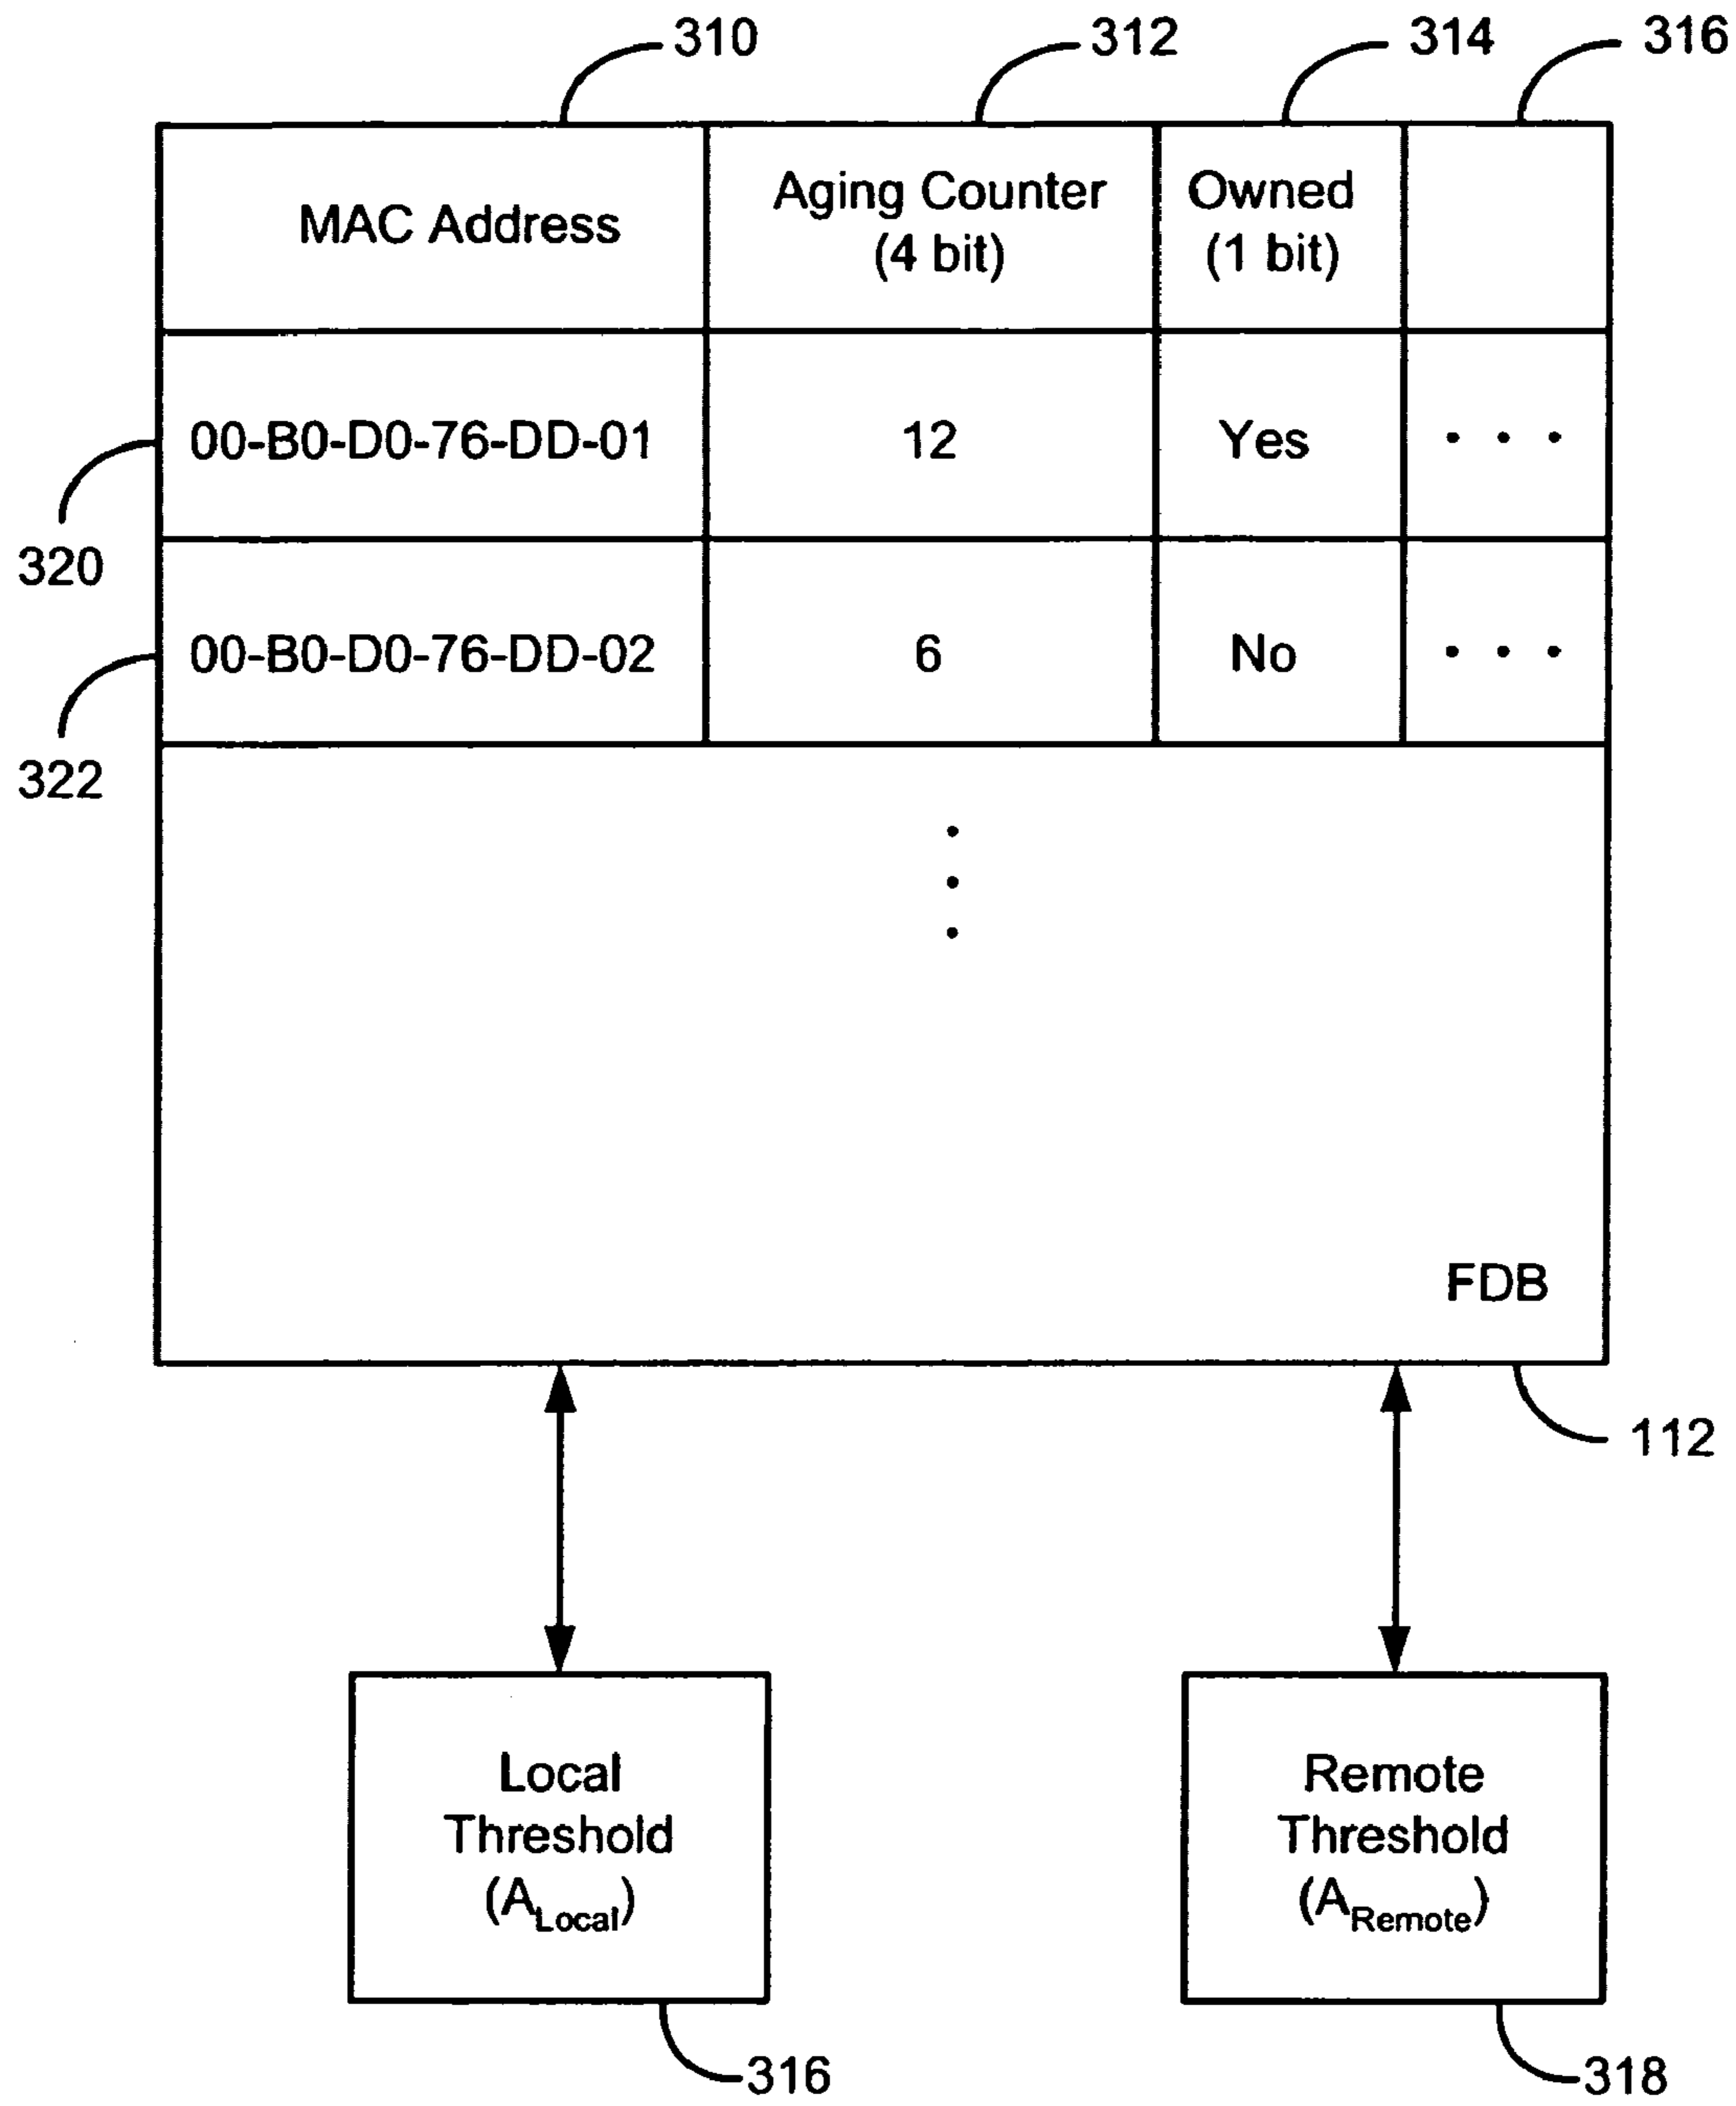 310
312
314
316
MAC Address
Aging Counter
(4 bit)
Owned
(1 bit)
00-B0-D0-76-DD-01
12
Yes
. . .
320
00-B0-D0-76-DD-02
6
No
. . .
322
FDB
112
Local
Threshold
(A_Local)
Remote
Threshold
(A_Remote)
316
318